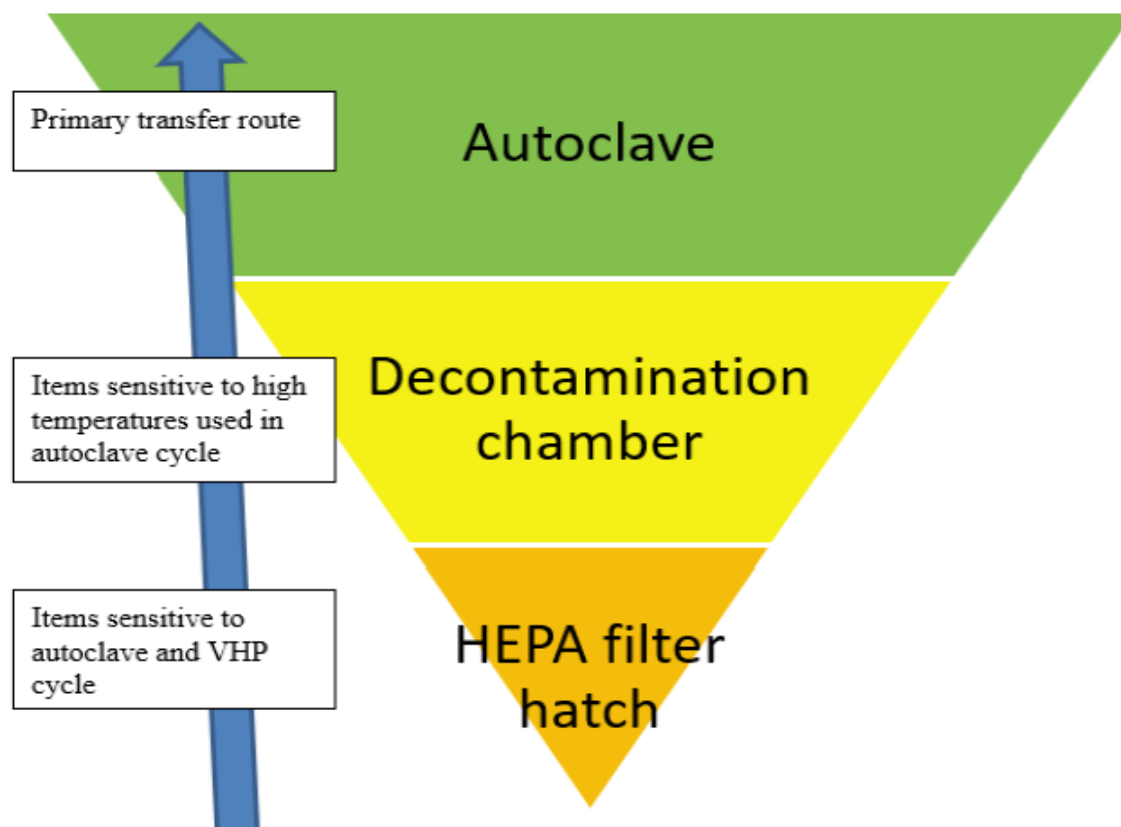 Primary transfer route
Autoclave
Items sensitive to high
temperatures used in
autoclave cycle
Decontamination
chamber
Items sensitive to
autoclave and VHP
cycle
HEPA filter
hatch